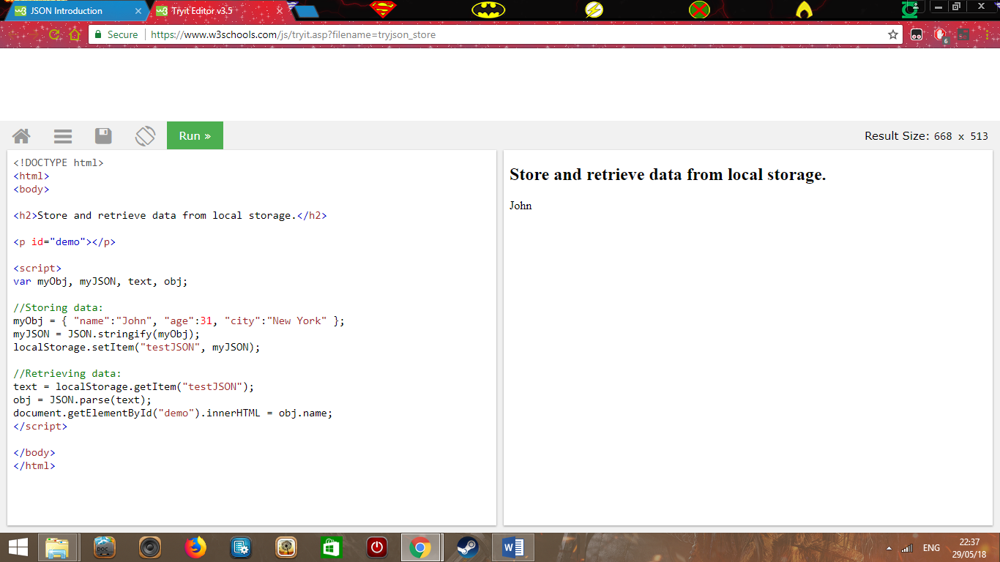 JSON Introduction
Tryit Editor v3.5
Secure
https://www.w3schools.com/js/tryit.asp?filename=tryjson_store
6
Run »
Result Size: 668 x 513
<!DOCTYPE html>
<html>
<body>
<h2>Store and retrieve data from local storage.</h2>
<p id="demo"></p>
<script>
var myObj, myJSON, text, obj;
//Storing data:
myObj = { "name":"John", "age":31, "city":"New York" };
myJSON = JSON.stringify(myObj);
localStorage.setItem("testJSON", myJSON);
//Retrieving data:
text = localStorage.getItem("testJSON");
obj = JSON.parse(text);
document.getElementById("demo").innerHTML = obj.name;
</script>
</body>
</html>
Store and retrieve data from local storage.
John
DOC
W
ENG
22:37
29/05/18